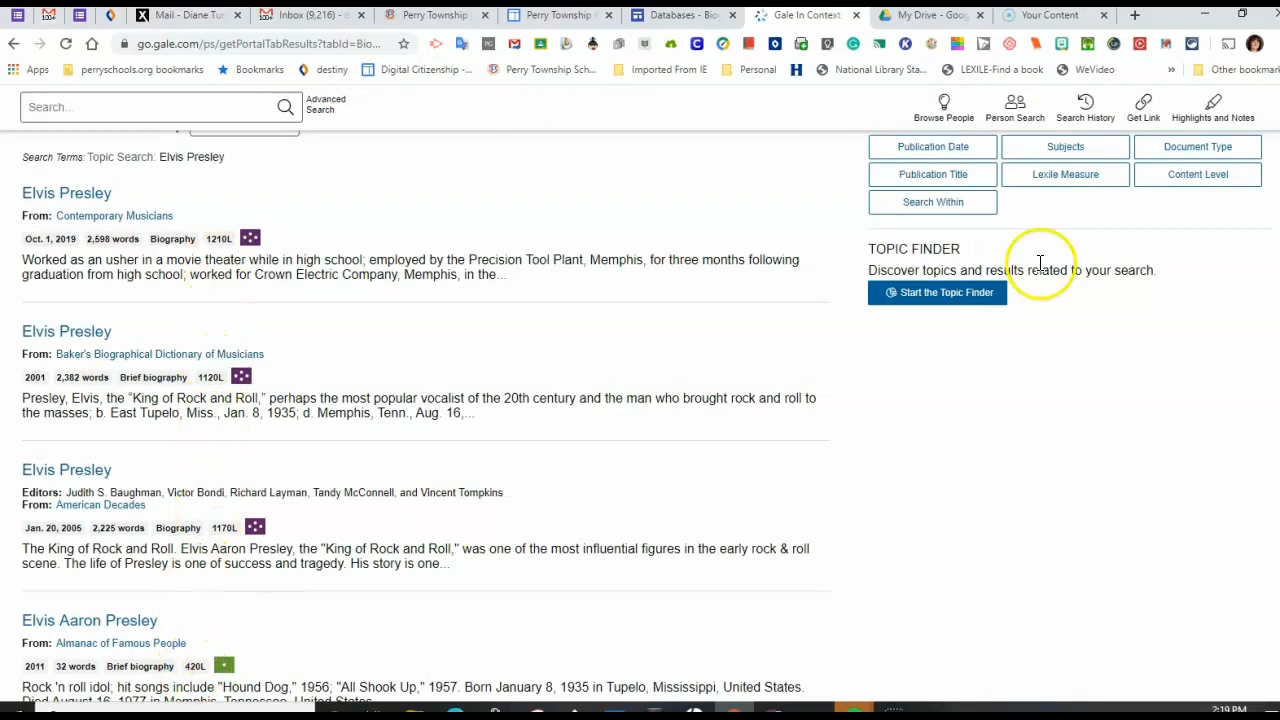 Mail - Diane Tur
Inbox (9,216) - r
Perry Township
Perry Township
Databases - Bio
Gale In Context
My Drive - Goog
Your Content
go.gale.com/ps/getPortalTabResults?tabId=Bio...
Apps
perryschools.org bookmarks
Bookmarks
destiny
Digital Citizenship -...
Perry Township Sch...
Imported From IE
Personal
National Library Sta...
LEXILE-Find a book
WeVideo
»
Other bookmar
Search...
Advanced
Search
Browse People
Person Search
Search History
Get Link
Highlights and Notes
Search Terms: Topic Search: Elvis Presley
Publication Date
Subjects
Document Type
Publication Title
Lexile Measure
Content Level
Search Within
TOPIC FINDER
Discover topics and results related to your search.
Start the Topic Finder
Elvis Presley
From: Contemporary Musicians
Oct. 1, 2019 2,598 words Biography 1210L
Worked as an usher in a movie theater while in high school; employed by the Precision Tool Plant, Memphis, for three months following
graduation from high school; worked for Crown Electric Company, Memphis, in the...
Elvis Presley
From: Baker's Biographical Dictionary of Musicians
2001 2,382 words Brief biography 1120L
Presley, Elvis, the “King of Rock and Roll,” perhaps the most popular vocalist of the 20th century and the man who brought rock and roll to
the masses; b. East Tupelo, Miss., Jan. 8, 1935; d. Memphis, Tenn., Aug. 16,...
Elvis Presley
Editors: Judith S. Baughman, Victor Bondi, Richard Layman, Tandy McConnell, and Vincent Tompkins
From: American Decades
Jan. 20, 2005 2,225 words Biography 1170L
The King of Rock and Roll. Elvis Aaron Presley, the "King of Rock and Roll," was one of the most influential figures in the early rock & roll
scene. The life of Presley is one of success and tragedy. His story is one...
Elvis Aaron Presley
From: Almanac of Famous People
2011 32 words Brief biography 420L
Rock 'n roll idol; hit songs include "Hound Dog," 1956; "All Shook Up," 1957. Born January 8, 1935 in Tupelo, Mississippi, United States.
Died August 16, 1977 in Memphis, Tennessee, United States.
2:19 PM